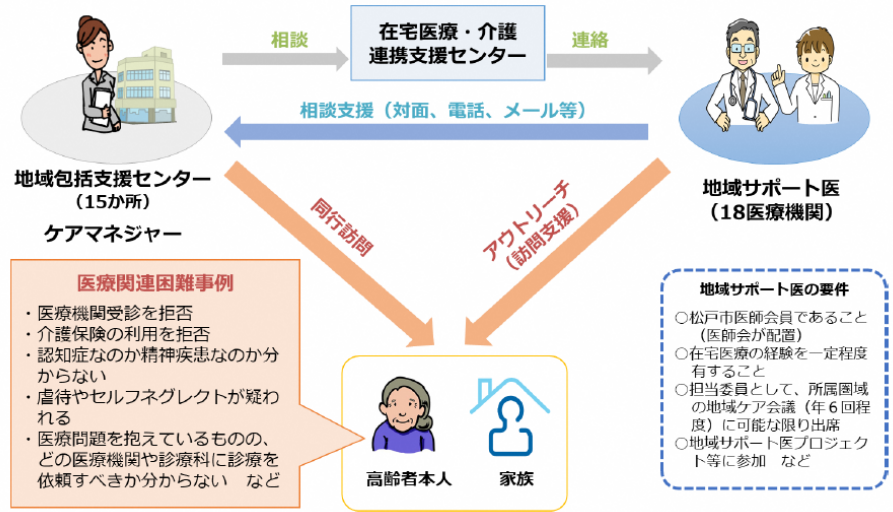 相談
在宅医療・介護
連携支援センター
連絡
相談支援（対面、電話、メール等）
地域包括支援センター
（15か所）
ケアマネジャー
地域サポート医
（18医療機関）
同行訪問
アウトリーチ
（訪問支援）
医療関連困難事例
・医療機関受診を拒否
・介護保険の利用を拒否
・認知症なのか精神疾患なのか分
からない
・虐待やセルフネグレクトが疑わ
れる
・医療問題を抱えているものの、
どの医療機関や診療科に診療を
依頼すべきか分からない　など
高齢者本人
家族
地域サポート医の要件
○松戸市医師会員であること
（医師会が配置）
○在宅医療の経験を一定程度
有すること
○担当委員として、所属圏域
の地域ケア会議（年６回程
度）に可能な限り出席
○地域サポート医プロジェク
ト等に参加　など